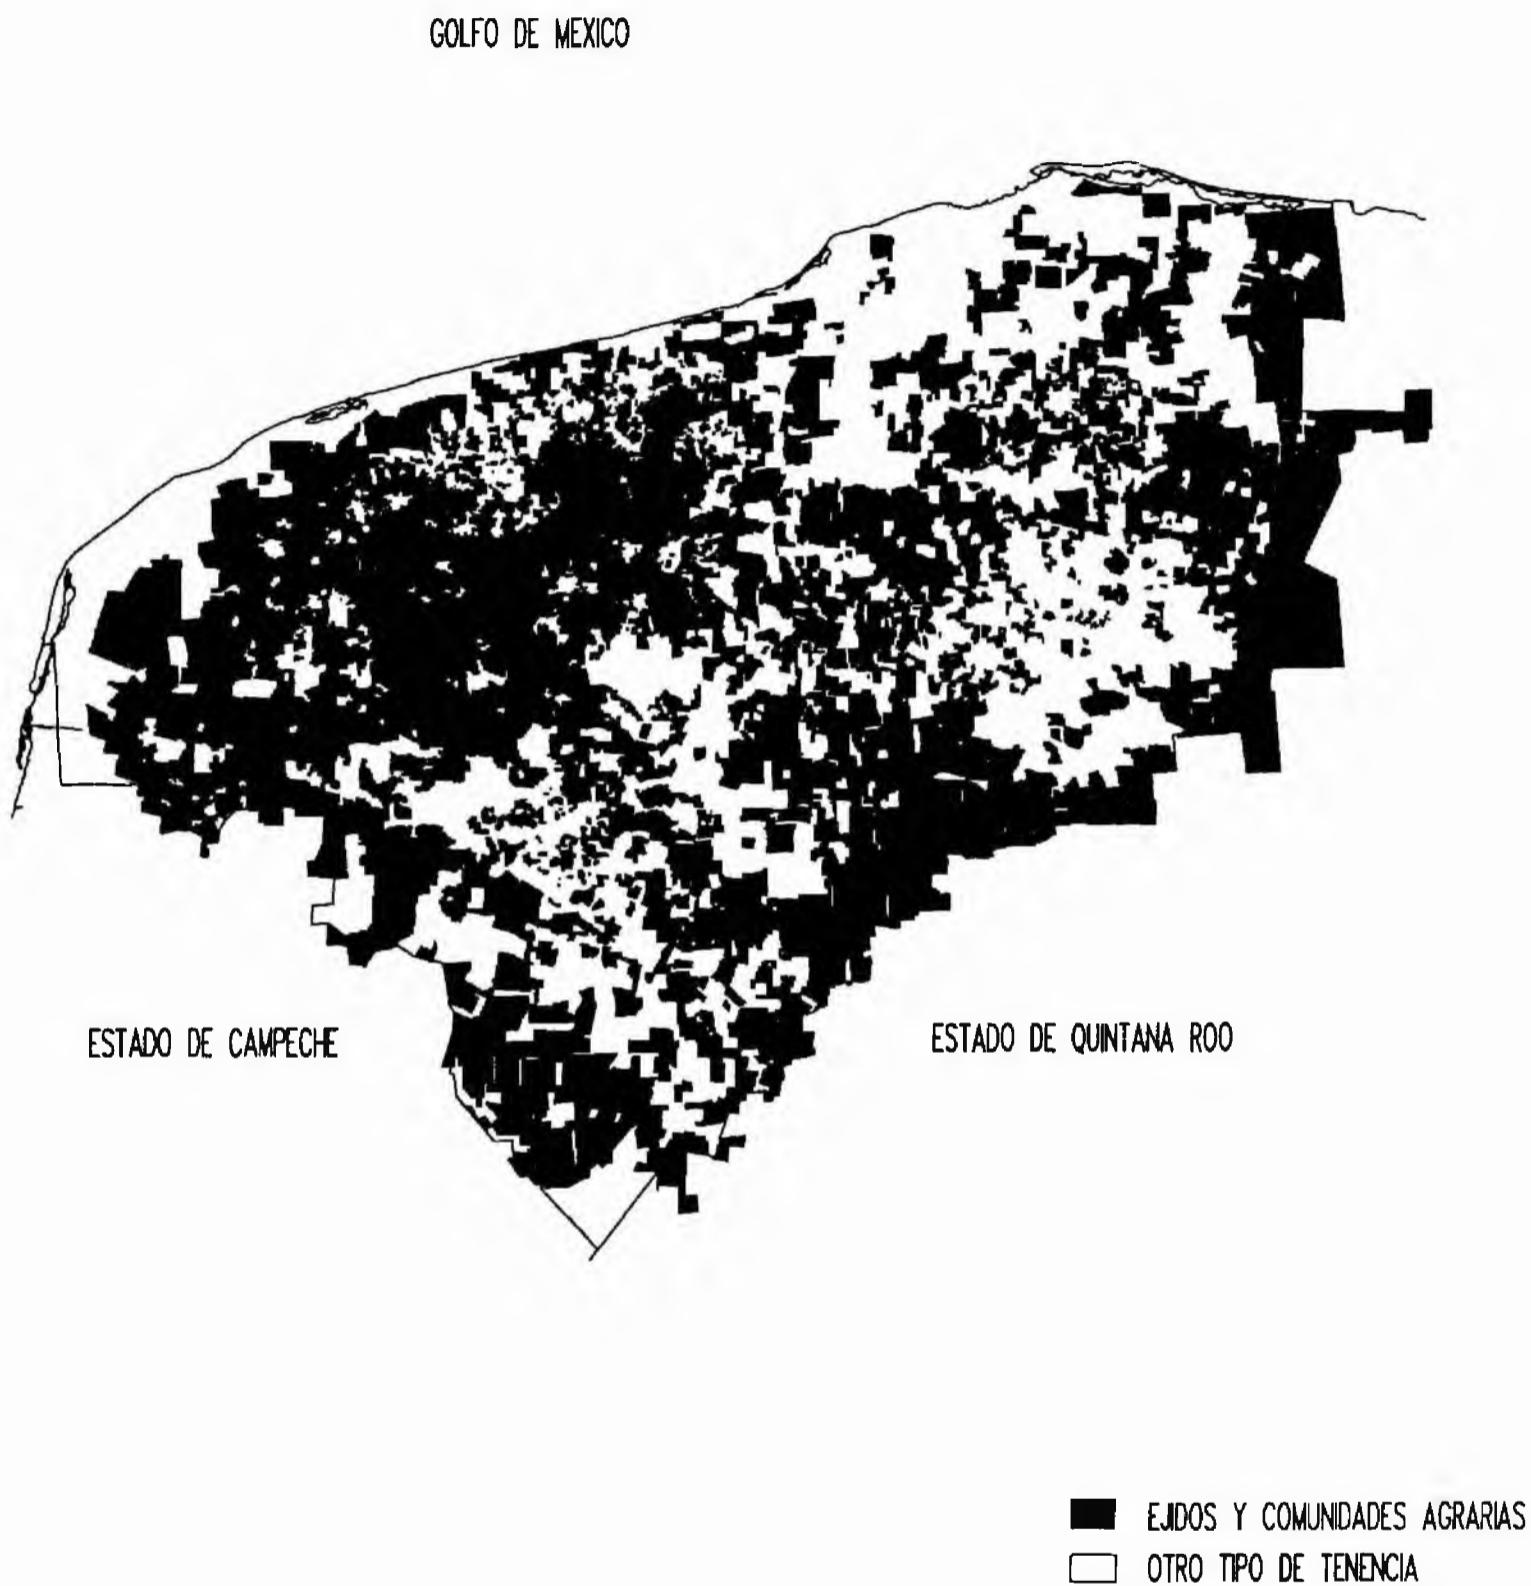 GOLFO DE MEXICO
ESTADO DE CAMPECHE
ESTADO DE QUINTANA ROO
EJIDOS Y COMUNIDADES AGRARIAS
OTRO TIPO DE TENENCIA